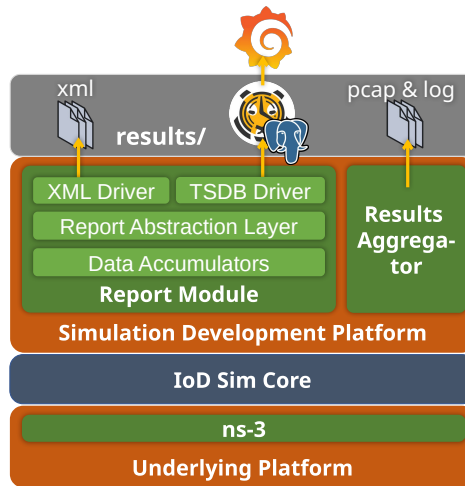 xml
pcap & log
results/
XML Driver
TSDB Driver
Report Abstraction Layer
Data Accumulators
Report Module
Results
Aggrega-
tor
Simulation Development Platform
IoD Sim Core
ns-3
Underlying Platform